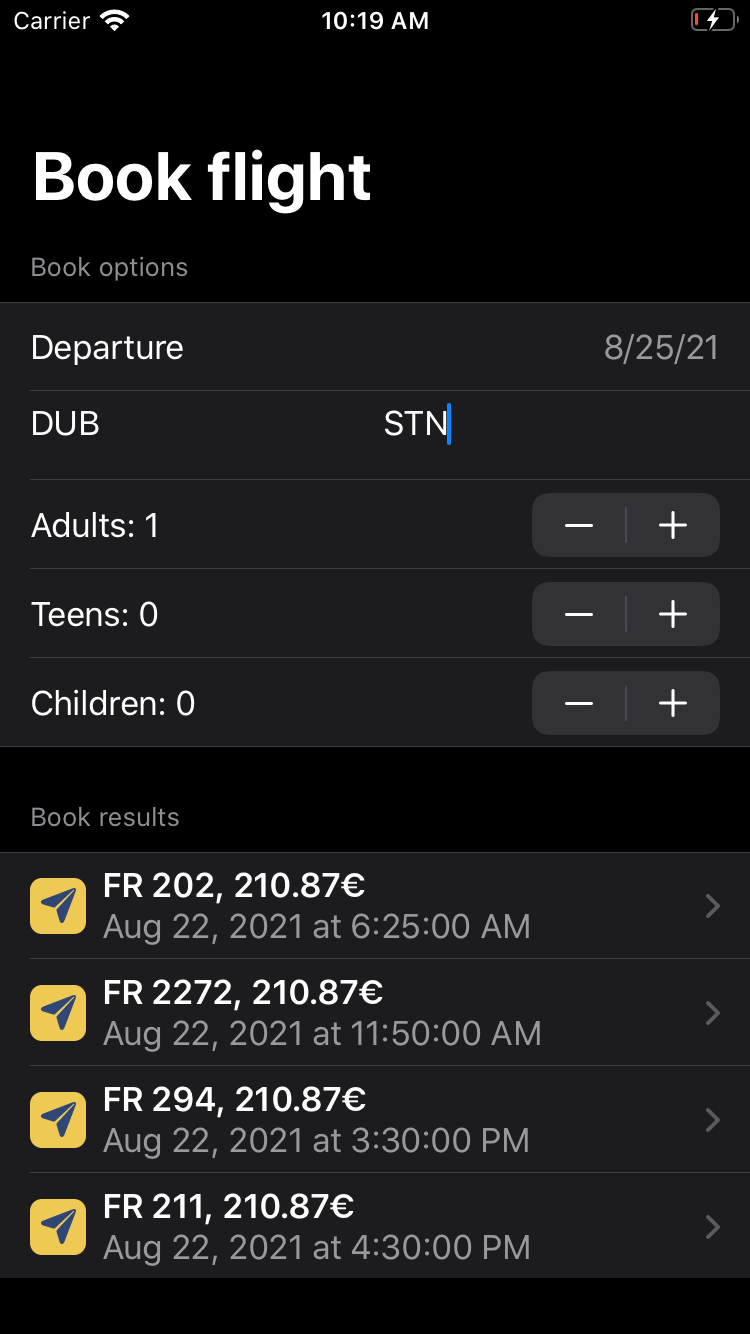 Carrier 10:19 AM
Book flight
Book options
Departure 8/25/21
DUB STN
Adults: 1
Teens: 0
Children: 0
Book results
FR 202, 210.87€
Aug 22, 2021 at 6:25:00 AM
FR 2272, 210.87€
Aug 22, 2021 at 11:50:00 AM
FR 294, 210.87€
Aug 22, 2021 at 3:30:00 PM
FR 211, 210.87€
Aug 22, 2021 at 4:30:00 PM